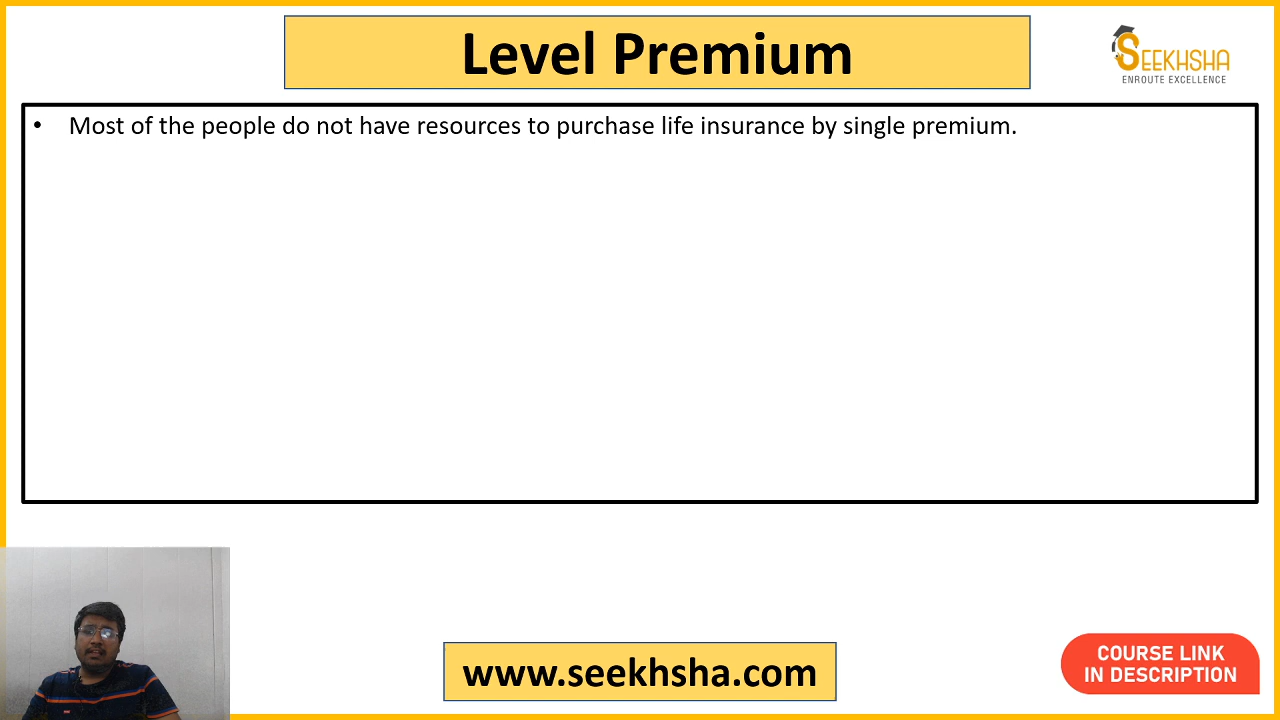 Level Premium
SEEKHSHA
ENROUTE EXCELLENCE
• Most of the people do not have resources to purchase life insurance by single premium.
www.seekhsha.com
COURSE LINK
IN DESCRIPTION